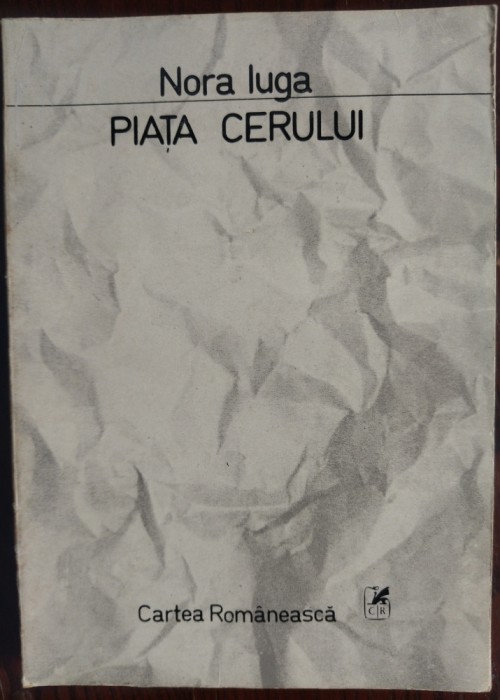 Nora Iuga
PIAȚA CERULUI
Cartea Românească
CR